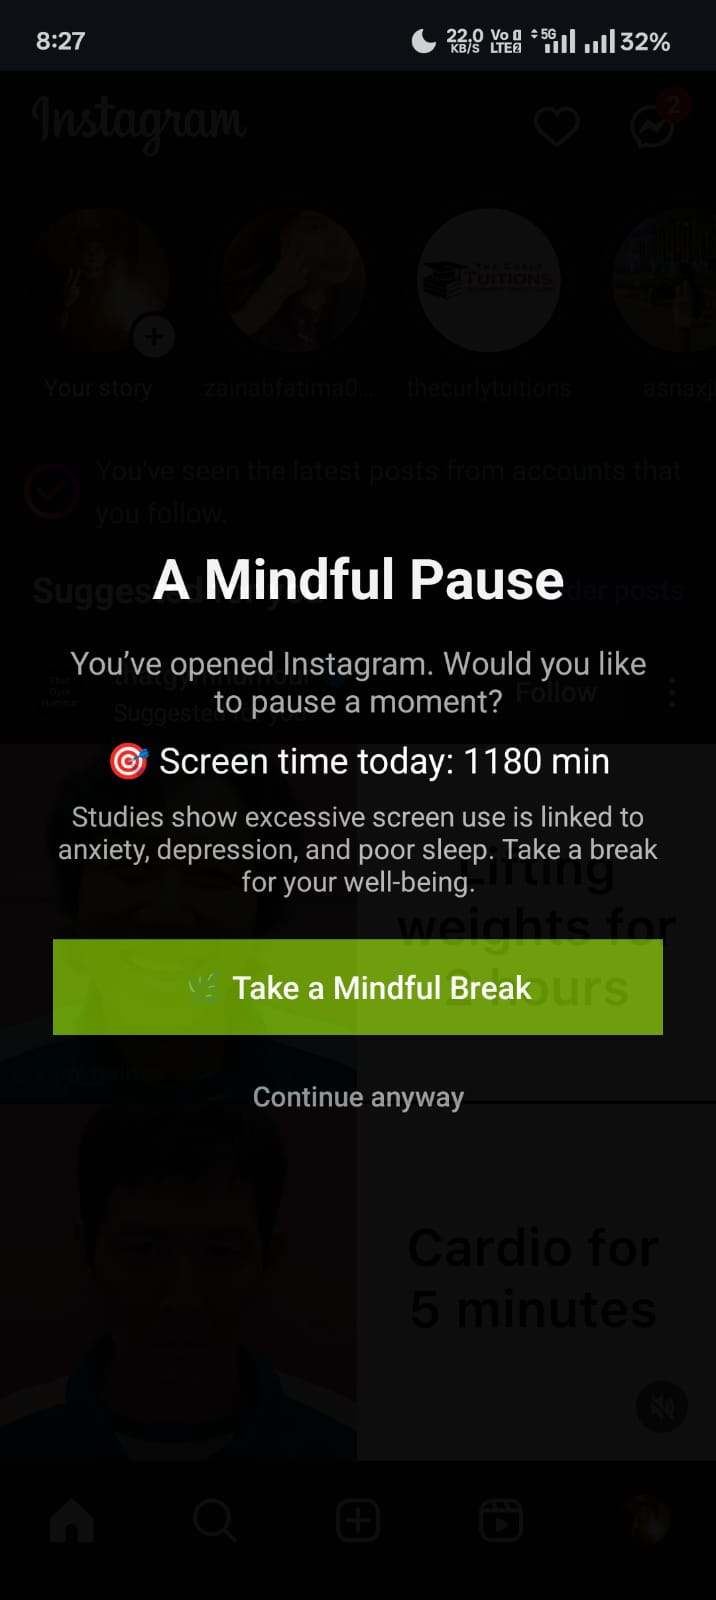 8:27
22.0 KB/S Vo LTE2 5G 32%
Instagram
2
TUITIONS
Your story zainabfatima0... thecurlytuitions asnaxj
You've seen the latest posts from accounts that
you follow.
A Mindful Pause
You’ve opened Instagram. Would you like
to pause a moment?
Follow
Suggested for you
🎯 Screen time today: 1180 min
Studies show excessive screen use is linked to
anxiety, depression, and poor sleep. Take a break
for your well-being.
Lifting
weights for
2 hours
🌿 Take a Mindful Break
Continue anyway
Cardio for
5 minutes